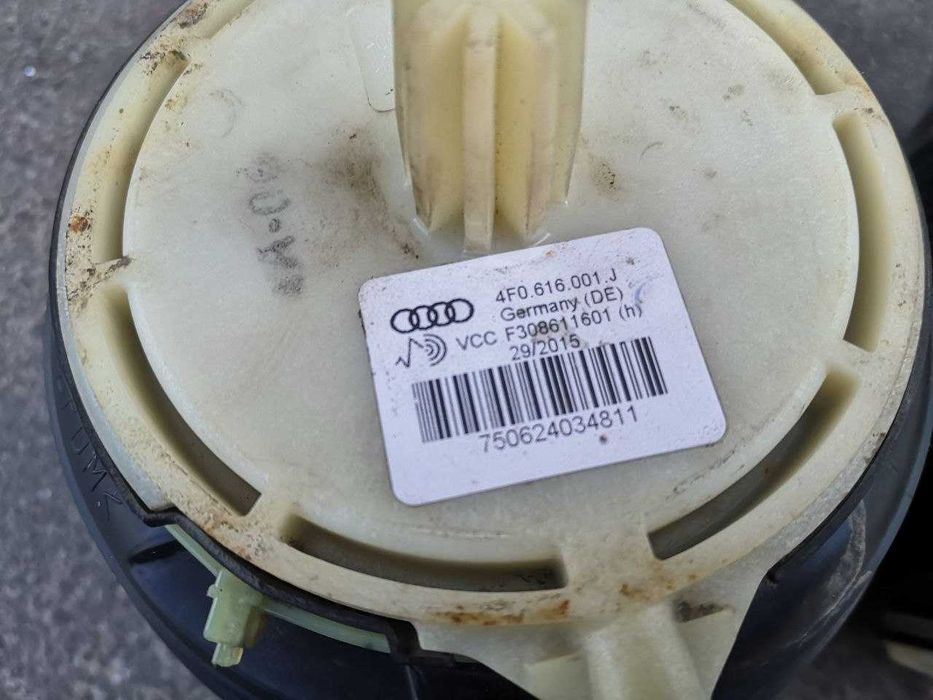 4F0.616.001.J
Germany (DE)
VCC F308611601 (h)
29/2015
750624034811